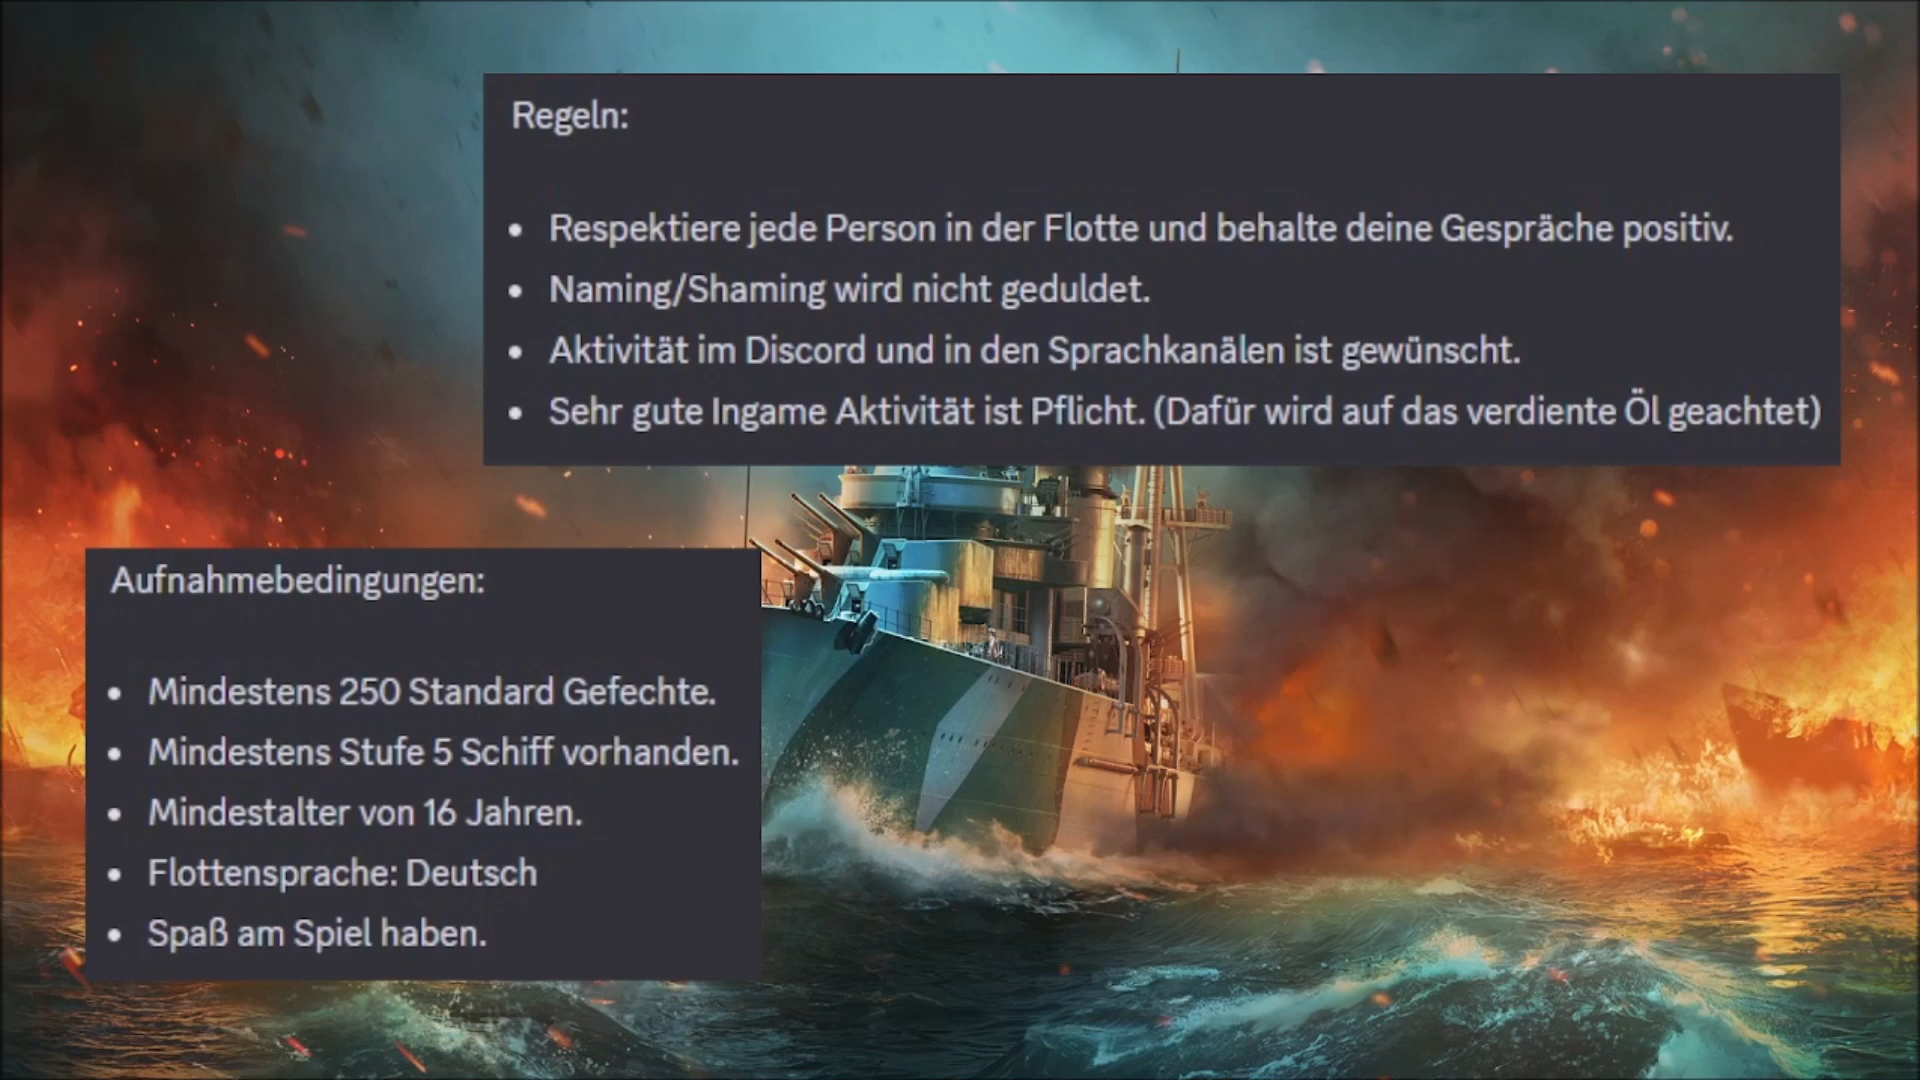 Regeln:
• Respektiere jede Person in der Flotte und behalte deine Gespräche positiv.
• Naming/Shaming wird nicht geduldet.
• Aktivität im Discord und in den Sprachkanälen ist gewünscht.
• Sehr gute Ingame Aktivität ist Pflicht. (Dafür wird auf das verdiente Öl geachtet)
Aufnahmebedingungen:
• Mindestens 250 Standard Gefechte.
• Mindestens Stufe 5 Schiff vorhanden.
• Mindestalter von 16 Jahren.
• Flottensprache: Deutsch
• Spaß am Spiel haben.